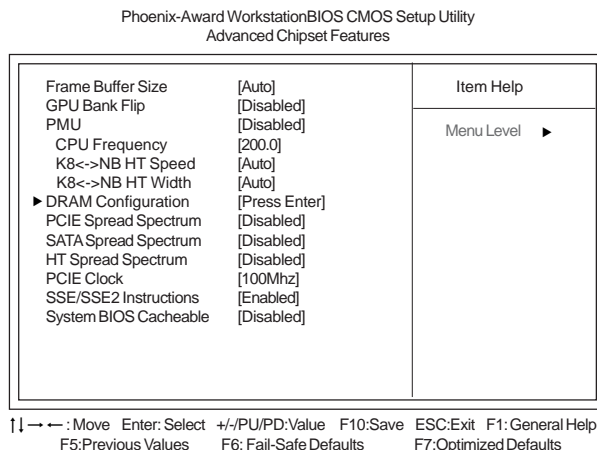 Phoenix-Award WorkstationBIOS CMOS Setup Utility
Advanced Chipset Features
Frame Buffer Size [Auto]
GPU Bank Flip [Disabled]
PMU [Disabled]
CPU Frequency [200.0]
K8<->NB HT Speed [Auto]
K8<->NB HT Width [Auto]
▶ DRAM Configuration [Press Enter]
PCIE Spread Spectrum [Disabled]
SATA Spread Spectrum [Disabled]
HT Spread Spectrum [Disabled]
PCIE Clock [100Mhz]
SSE/SSE2 Instructions [Enabled]
System BIOS Cacheable [Disabled]
Item Help
Menu Level ▶
↑↓→← : Move Enter: Select +/-/PU/PD:Value F10:Save ESC:Exit F1: General Help
F5:Previous Values F6: Fail-Safe Defaults F7:Optimized Defaults